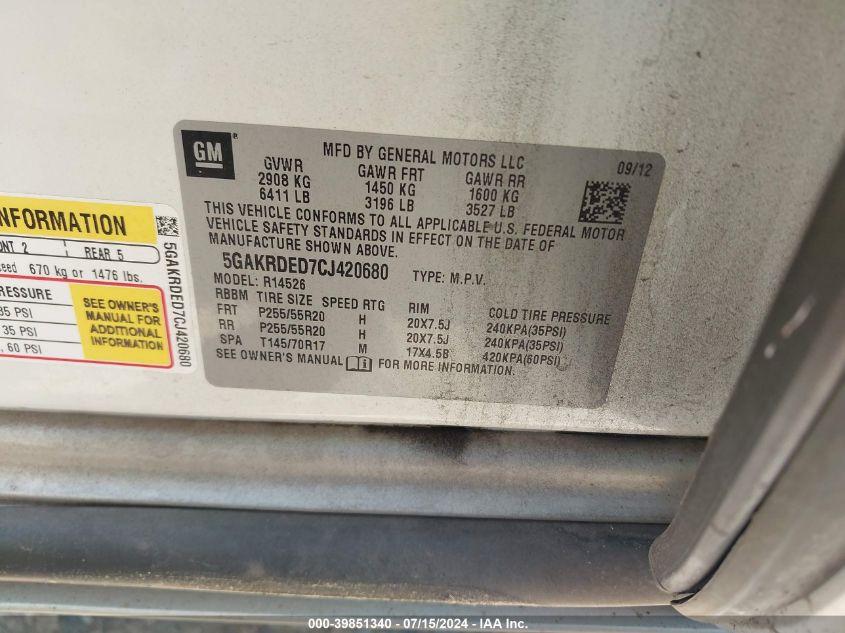 GM ®
MFD BY GENERAL MOTORS LLC
09/12
GVWR GAWR FRT GAWR RR
2908 KG 1450 KG 1600 KG
6411 LB 3196 LB 3527 LB
THIS VEHICLE CONFORMS TO ALL APPLICABLE U.S. FEDERAL MOTOR
VEHICLE SAFETY STANDARDS IN EFFECT ON THE DATE OF
MANUFACTURE SHOWN ABOVE.
5GAKRDED7CJ420680 TYPE: M.P.V.
MODEL: R14526
RBBM TIRE SIZE SPEED RTG RIM COLD TIRE PRESSURE
FRT P255/55R20 H 20X7.5J 240KPA(35PSI)
RR P255/55R20 H 20X7.5J 240KPA(35PSI)
SPA T145/70R17 M 17X4.5B 420KPA(60PSI)
SEE OWNER'S MANUAL i FOR MORE INFORMATION.
INFORMATION
ONT 2 REAR 5
ceed 670 kg or 1476 lbs.
PRESSURE
35 PSI
35 PSI
, 60 PSI
SEE OWNER'S
MANUAL FOR
ADDITIONAL
INFORMATION
5GAKRDED7CJ420680
000-39851340 - 07/15/2024 - IAA Inc.